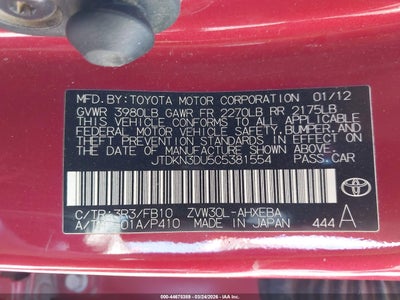 MFD.BY: TOYOTA MOTOR CORPORATION 01/12
GVWR 3980LB GAWR FR 2270LB RR 2175LB
THIS VEHICLE CONFORMS TO ALL APPLICABLE
FEDERAL MOTOR VEHICLE SAFETY, BUMPER, AND
THEFT PREVENTION STANDARDS IN EFFECT ON
THE DATE OF MANUFACTURE SHOWN ABOVE.
JTDKN3DU5C5381554 PASS.CAR
C/TR: 3R3/FB10 ZVW30L-AHXEBA
A/TM: 01A/P410 MADE IN JAPAN 444 A
TOYOTA